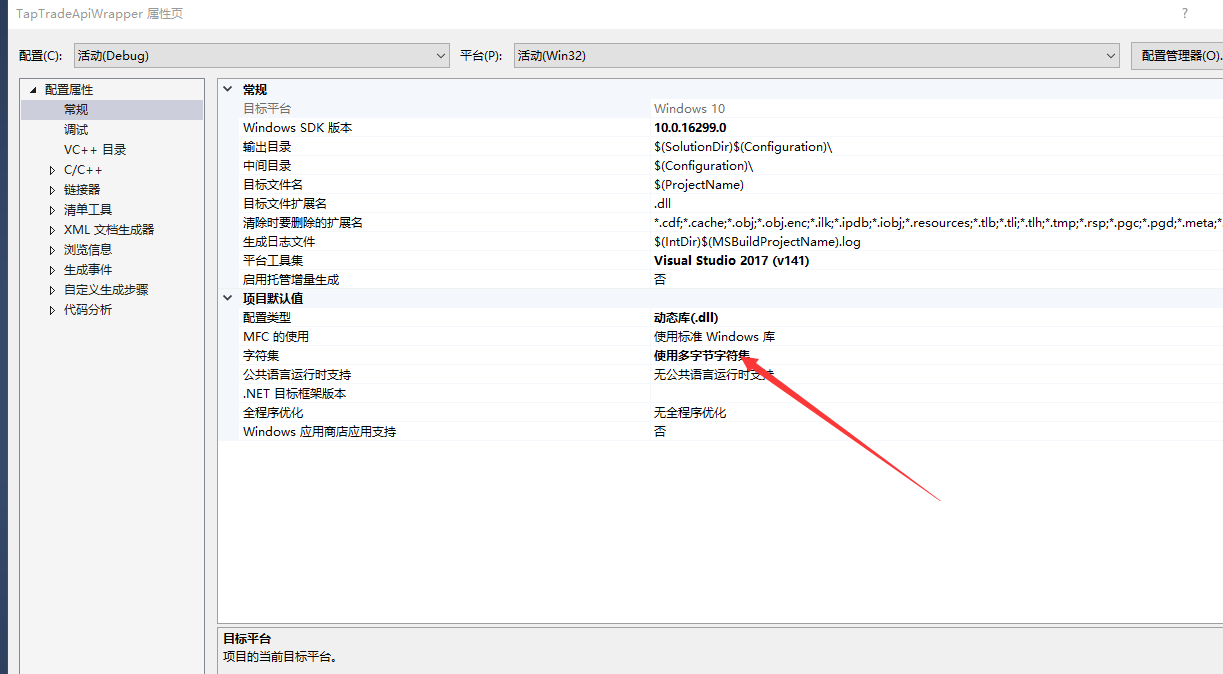 TapTradeApiWrapper 属性页 ?
配置(C): 活动(Debug) 平台(P): 活动(Win32) 配置管理器(O)..
配置属性
常规
调试
VC++ 目录
C/C++
链接器
清单工具
XML 文档生成器
浏览信息
生成事件
自定义生成步骤
代码分析
常规
目标平台 Windows 10
Windows SDK 版本 10.0.16299.0
输出目录 $(SolutionDir)$(Configuration)\
中间目录 $(Configuration)\
目标文件名 $(ProjectName)
目标文件扩展名 .dll
清除时要删除的扩展名 *.cdf;*.cache;*.obj;*.obj.enc;*.ilk;*.ipdb;*.iobj;*.resources;*.tlb;*.tli;*.tlh;*.tmp;*.rsp;*.pgc;*.pgd;*.meta;*.
生成日志文件 $(IntDir)$(MSBuildProjectName).log
平台工具集 Visual Studio 2017 (v141)
启用托管增量生成 否
项目默认值
配置类型 动态库(.dll)
MFC 的使用 使用标准 Windows 库
字符集 使用多字节字符集
公共语言运行时支持 无公共语言运行时支持
.NET 目标框架版本
全程序优化 无全程序优化
Windows 应用商店应用支持 否
目标平台
项目的当前目标平台。